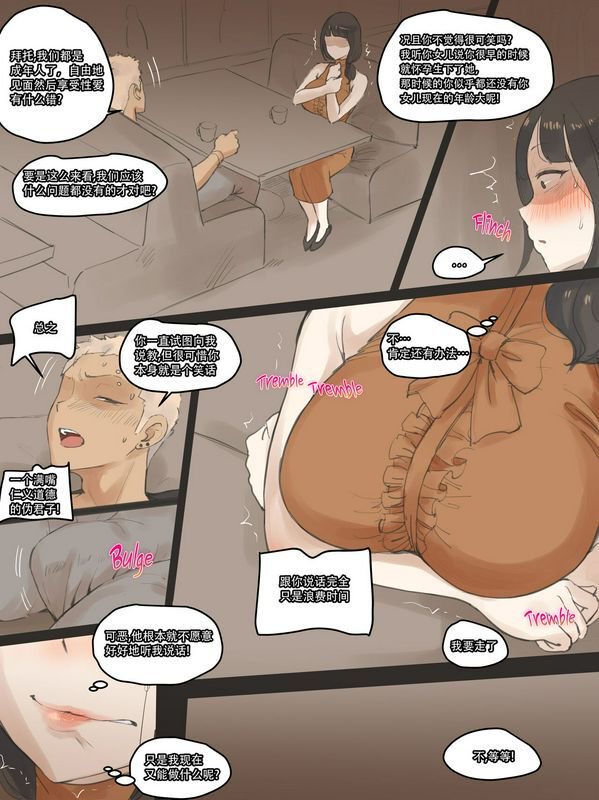 拜托,我们都是
成年人了，自由地
见面然后享受性爱
有什么错?
况且你不觉得很可笑吗?
我听你女儿说你很早的时候
就怀孕生下了她,
那时候的你似乎都还没有你
女儿现在的年龄大呢!
要是这么来看,我们应该
什么问题都没有的才对吧?
Flinch
...
总之
你一直试图向我
说教,但很可惜你
本身就是个笑话
不…
肯定还有办法…
Tremble Tremble
一个满嘴
仁义道德
的伪君子!
Bulge
跟你说话完全
只是浪费时间
Tremble
可恶,他根本就不愿意
好好地听我说话!
我要走了
只是我现在
又能做什么呢?
不,等等!